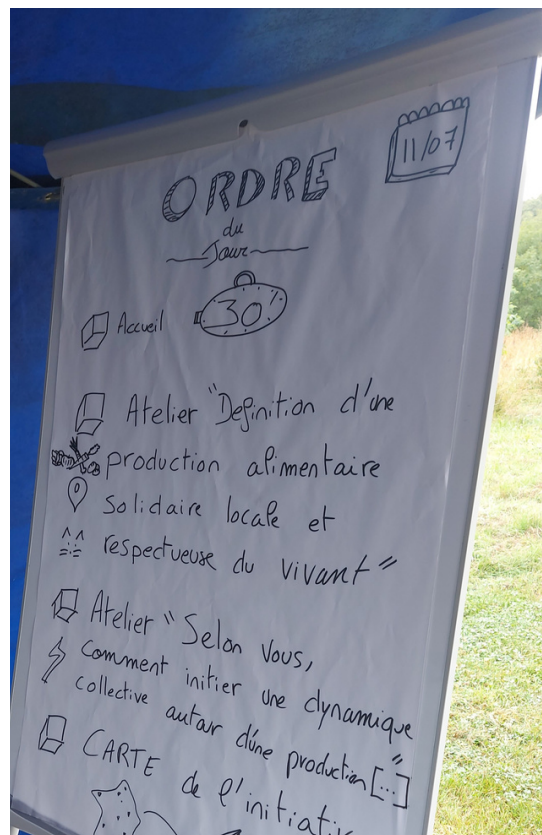 11/07
ORDRE
du
Jour
Accueil
30'
Atelier "Definition d'une
production alimentaire
Solidaire locale et
respectueuse du vivant"
Atelier "Selon Vous,
Comment initier une dynamique
collective autour d'une production [...]"
CARTE de l'initiati